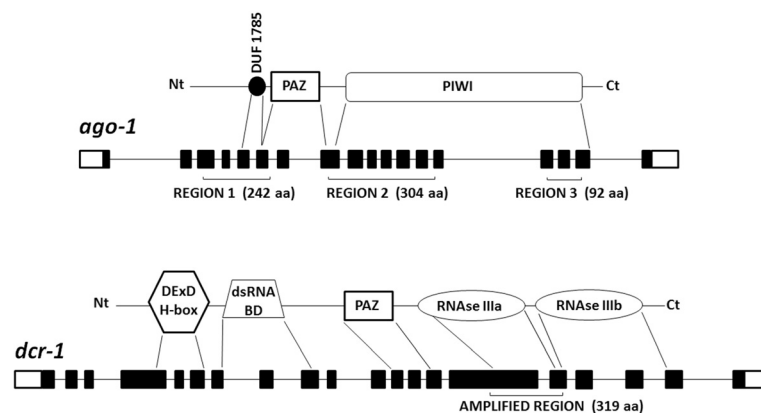 DUF 1785
Nt
PAZ
PIWI
Ct
ago-1
REGION 1 (242 aa)
REGION 2 (304 aa)
REGION 3 (92 aa)
DExD
H-box
dsRNA
BD
Nt
PAZ
RNAse IIIa
RNAse IIIb
Ct
dcr-1
AMPLIFIED REGION (319 aa)